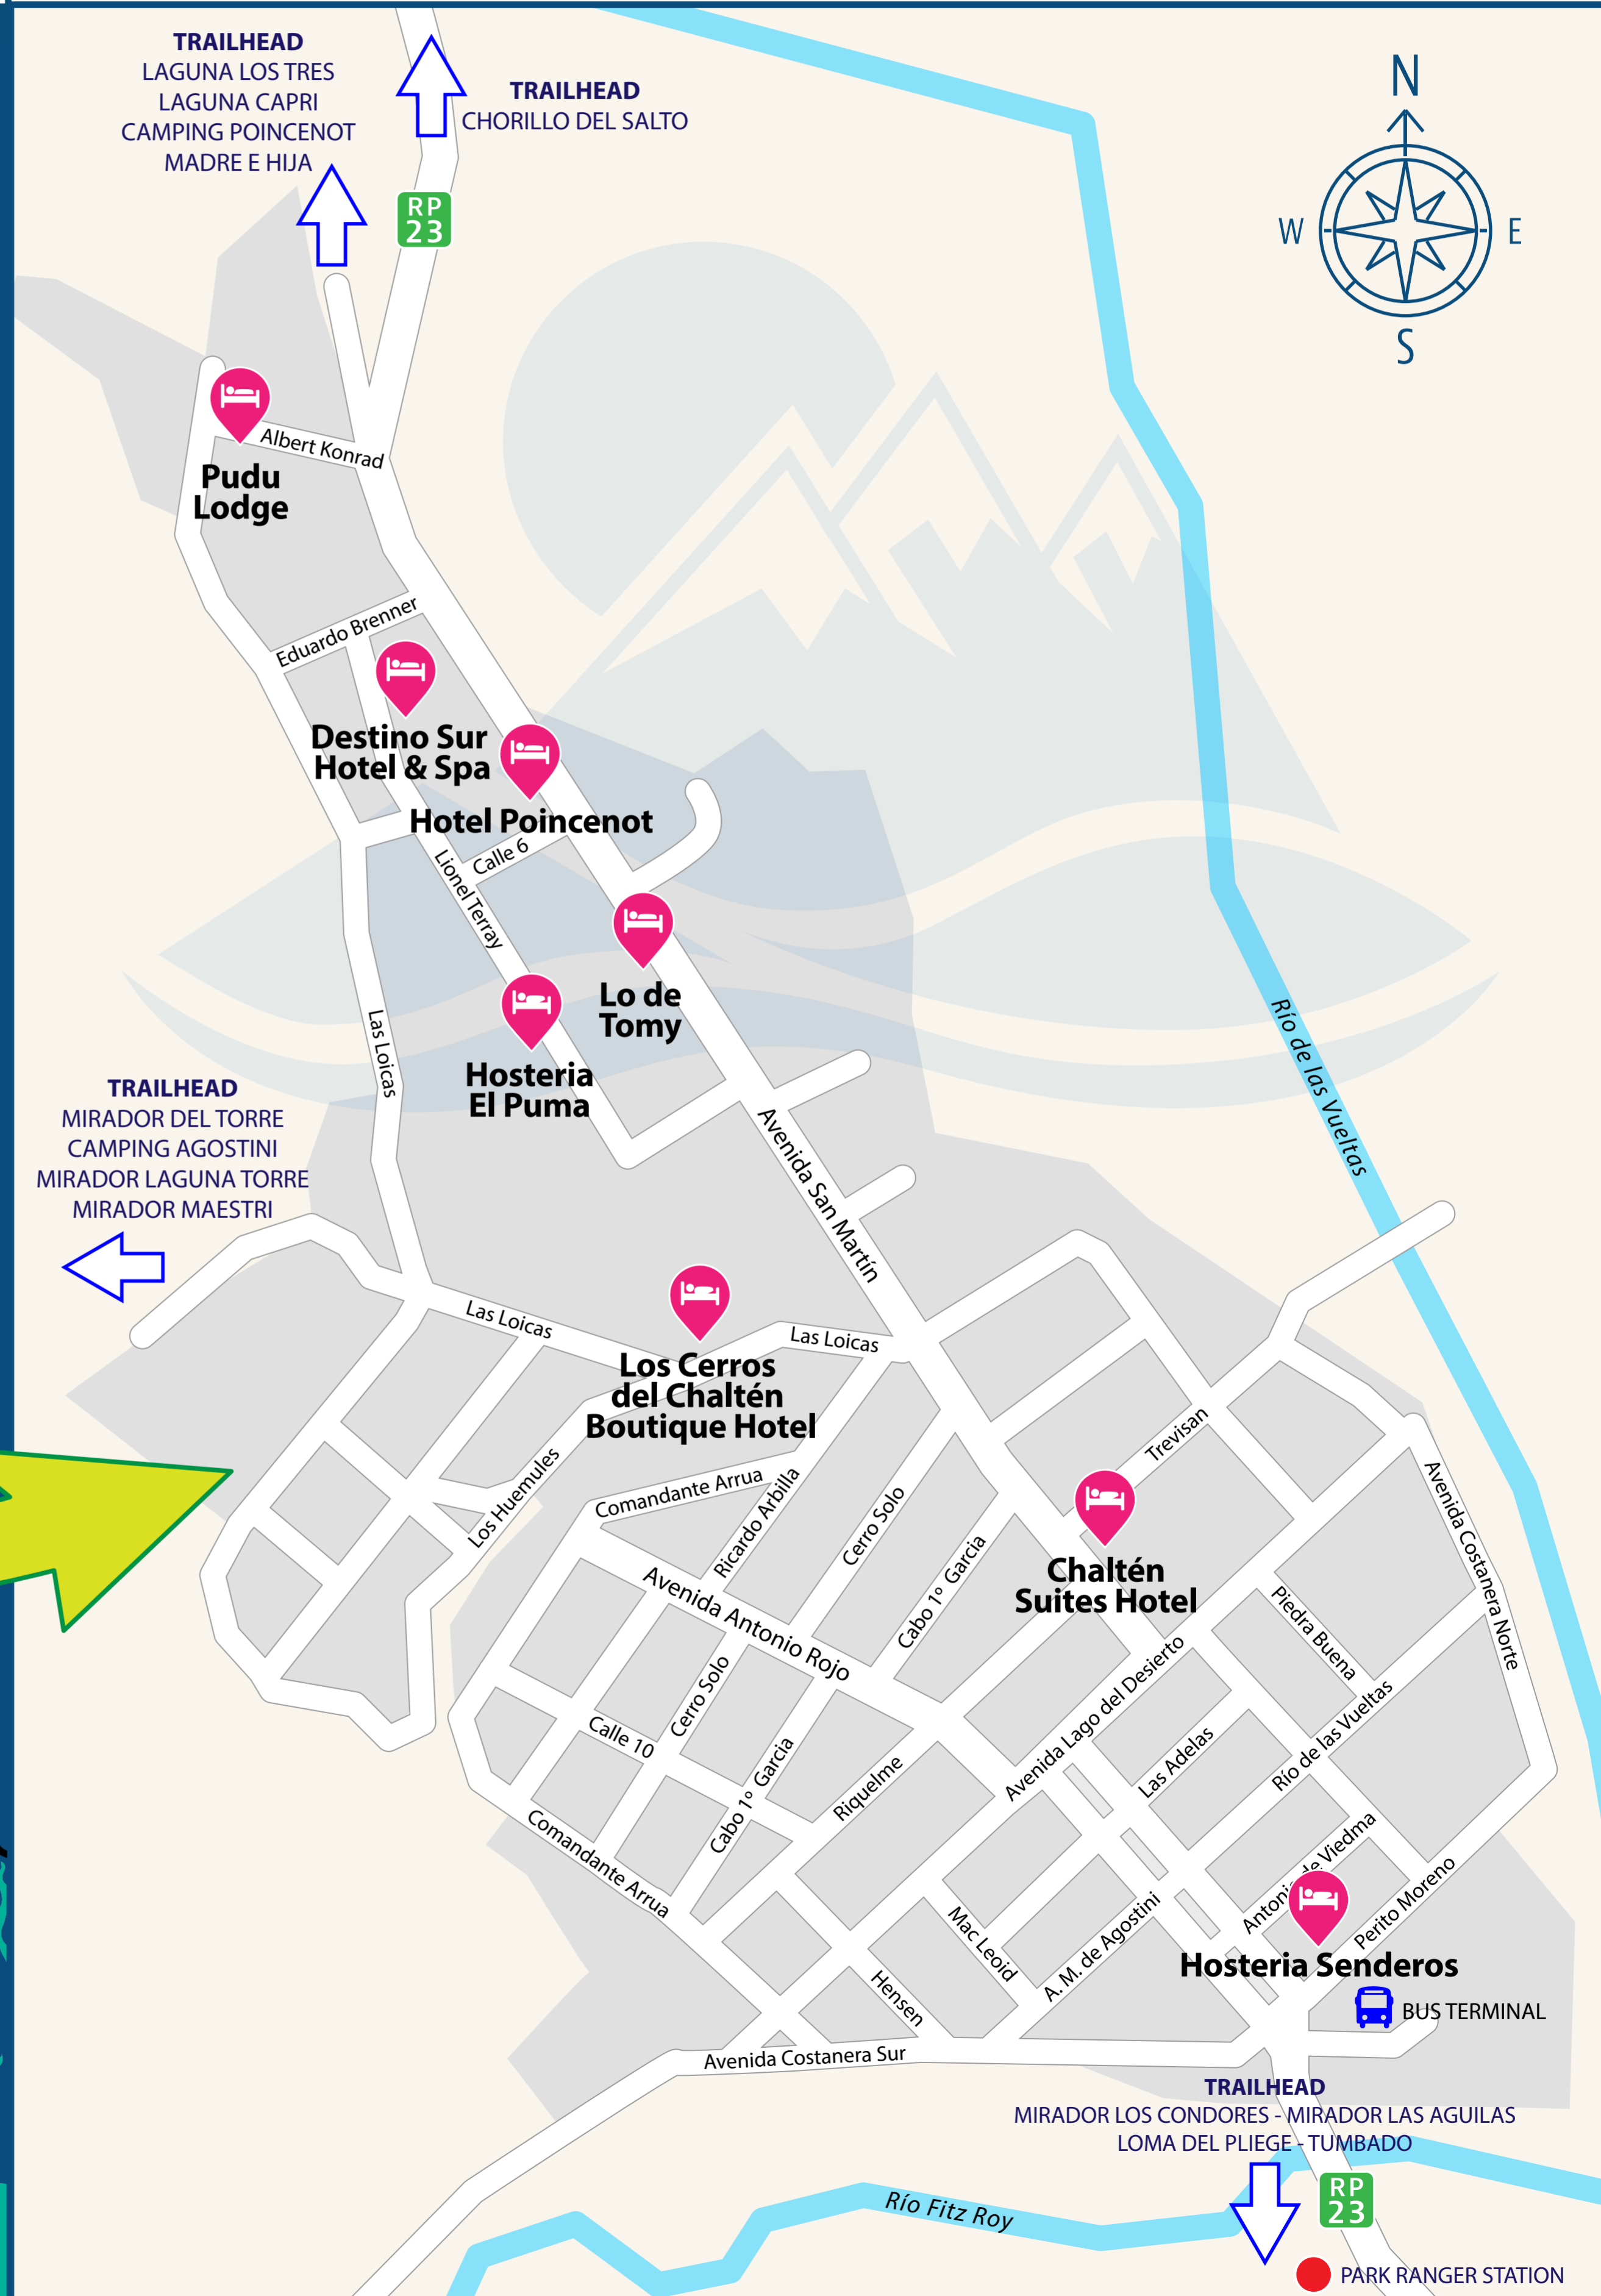 TRAILHEAD
LAGUNA LOS TRES
LAGUNA CAPRI
CAMPING POINCENOT
MADRE E HIJA
TRAILHEAD
CHORILLO DEL SALTO
RP
23
N
W
E
S
Albert Konrad
Pudu
Lodge
Eduardo Brenner
Destino Sur
Hotel & Spa
Hotel Poincenot
Calle 6
Lionel Terray
Lo de
Tomy
Hosteria
El Puma
Las Loicas
Río de las Vueltas
TRAILHEAD
MIRADOR DEL TORRE
CAMPING AGOSTINI
MIRADOR LAGUNA TORRE
MIRADOR MAESTRI
Avenida San Martín
Las Loicas
Las Loicas
Los Cerros
del Chaltén
Boutique Hotel
Los Huemules
Comandante Arrua
Ricardo Arbilla
Cerro Solo
Cabo 1º Garcia
Trevisan
Chaltén
Suites Hotel
Avenida Costanera Norte
Avenida Antonio Rojo
Piedra Buena
Cerro Solo
Calle 10
Cabo 1º Garcia
Riquelme
Avenida Lago del Desierto
Las Adelas
Río de las Vueltas
Comandante Arrua
Mac Leoid
A. M. de Agostini
Antonio de Viedma
Perito Moreno
Hosteria Senderos
Hensen
BUS TERMINAL
Avenida Costanera Sur
TRAILHEAD
MIRADOR LOS CONDORES - MIRADOR LAS AGUILAS
LOMA DEL PLIEGE - TUMBADO
Río Fitz Roy
RP
23
PARK RANGER STATION